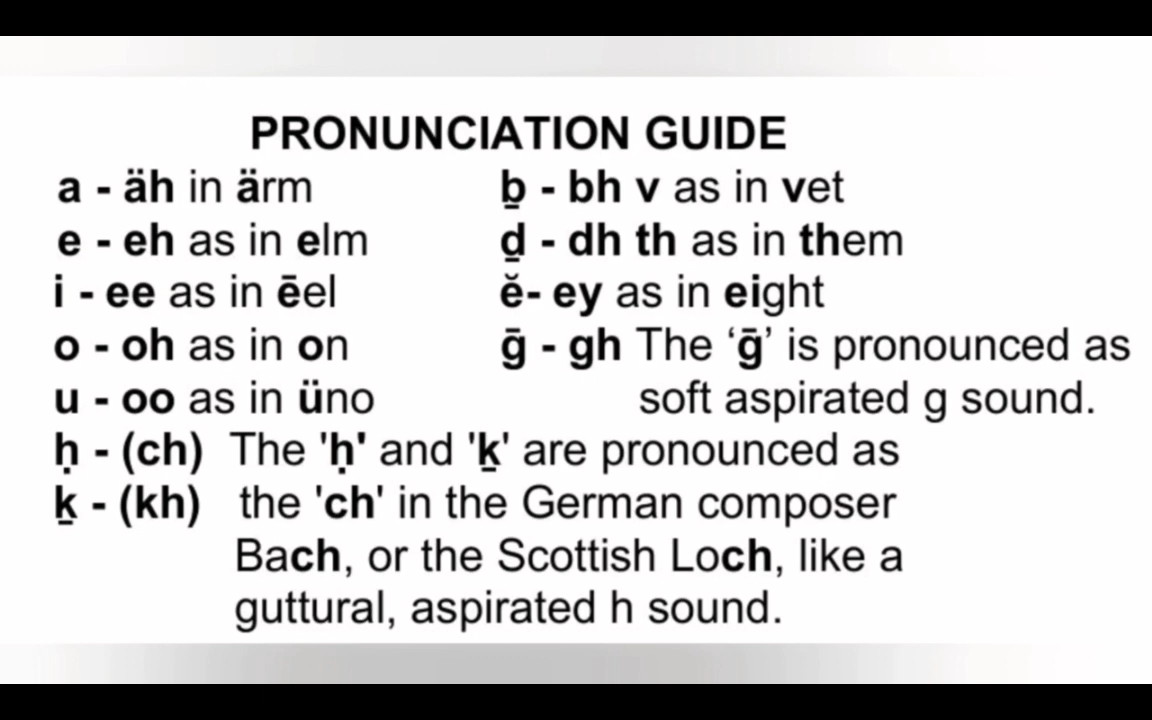 PRONUNCIATION GUIDE
a - äh in ärm
e - eh as in elm
i - ee as in ēel
o - oh as in on
u - oo as in üno
ḇ - bh v as in vet
ḏ - dh th as in them
ĕ- ey as in eight
ḡ - gh The ‘ḡ’ is pronounced as
soft aspirated g sound.
ḥ - (ch) The 'ḥ' and 'ḵ' are pronounced as
ḵ - (kh) the 'ch' in the German composer
Bach, or the Scottish Loch, like a
guttural, aspirated h sound.